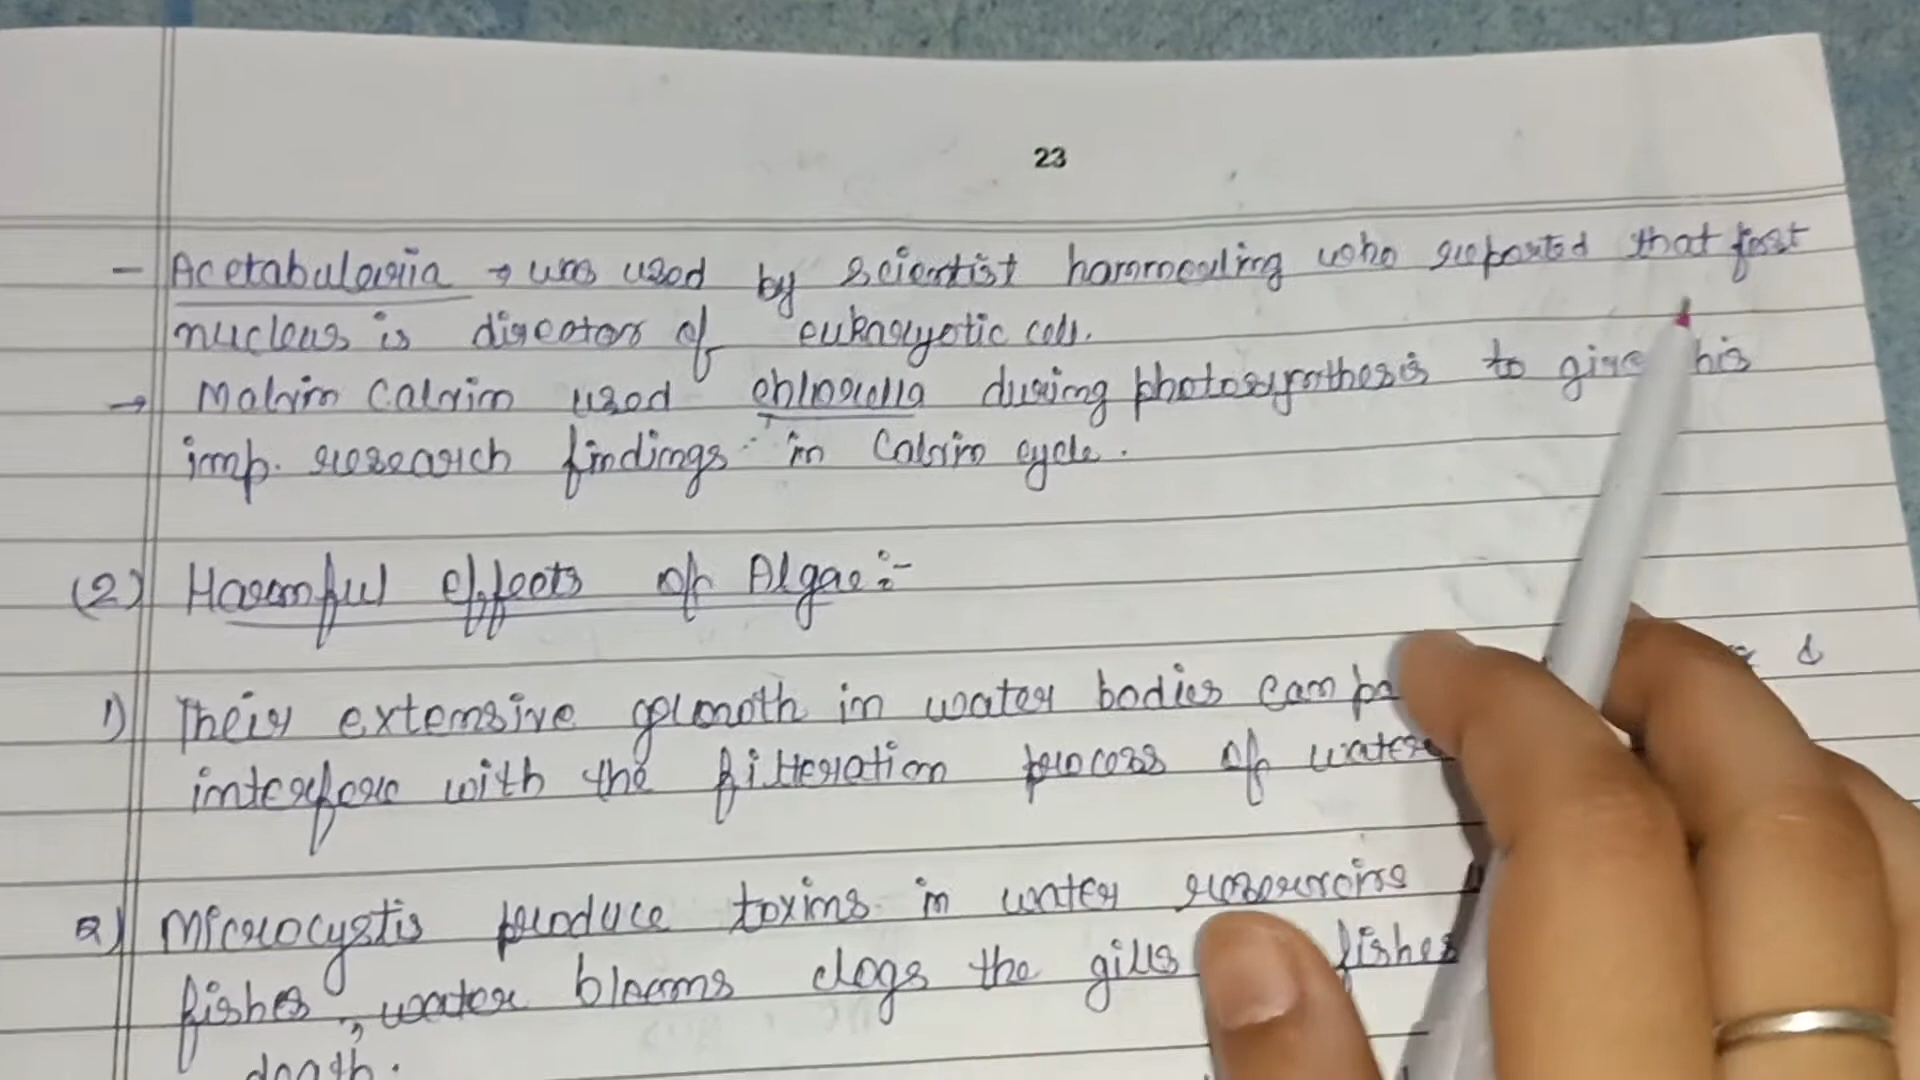 23
- Acetabularia → was used by scientist hammerling who reported that first
nucleus is director of eukaryotic cell.
→ Melvin Calvin used chlorella during photosynthesis to give his
imp. research findings in Calvin cycle.
(2) Harmful effects of Algae:-
1) Their extensive growth in water bodies can
interfere with the filteration process of water
2) Microcystis produce toxins in water
fishes, water blooms clogs the gills fishes
death.